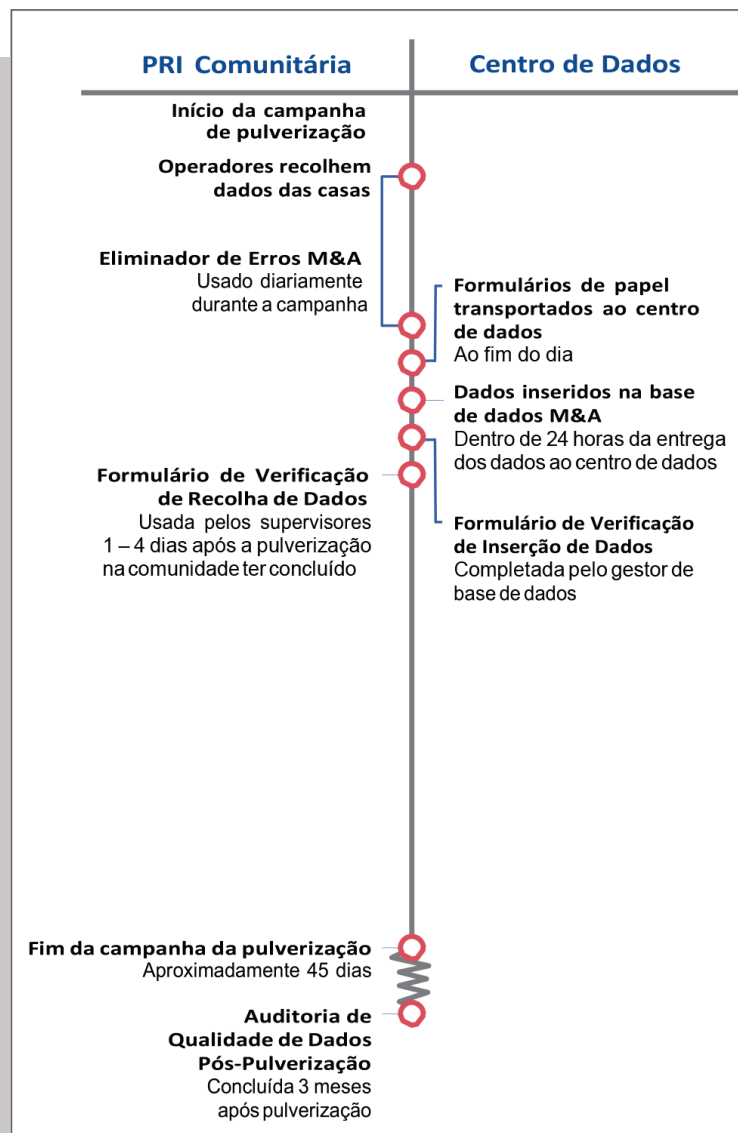 PRI Comunitária
Centro de Dados
Início da campanha
de pulverização
Operadores recolhem
dados das casas
Eliminador de Erros M&A
Usado diariamente
durante a campanha
Formulários de papel
transportados ao centro
de dados
Ao fim do dia
Dados inseridos na base
de dados M&A
Dentro de 24 horas da entrega
dos dados ao centro de dados
Formulário de Verificação
de Recolha de Dados
Usada pelos supervisores
1 – 4 dias após a pulverização
na comunidade ter concluído
Formulário de Verificação
de Inserção de Dados
Completada pelo gestor de
base de dados
Fim da campanha da pulverização
Aproximadamente 45 dias
Auditoria de
Qualidade de Dados
Pós-Pulverização
Concluída 3 meses
após pulverização